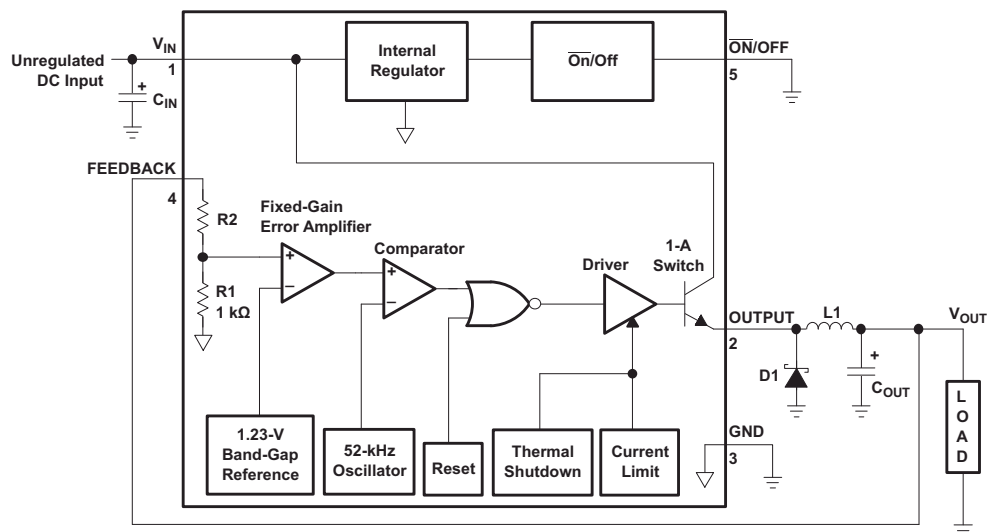 Unregulated
DC Input
V_IN
1
+
C_IN
Internal
Regulator
O̅N̅/Off
O̅N̅/OFF
5
FEEDBACK
4
R2
R1
1 kΩ
Fixed-Gain
Error Amplifier
+
−
Comparator
+
−
Driver
1-A
Switch
OUTPUT
2
L1
V_OUT
D1
+
C_OUT
LOAD
1.23-V
Band-Gap
Reference
52-kHz
Oscillator
Reset
Thermal
Shutdown
Current
Limit
GND
3